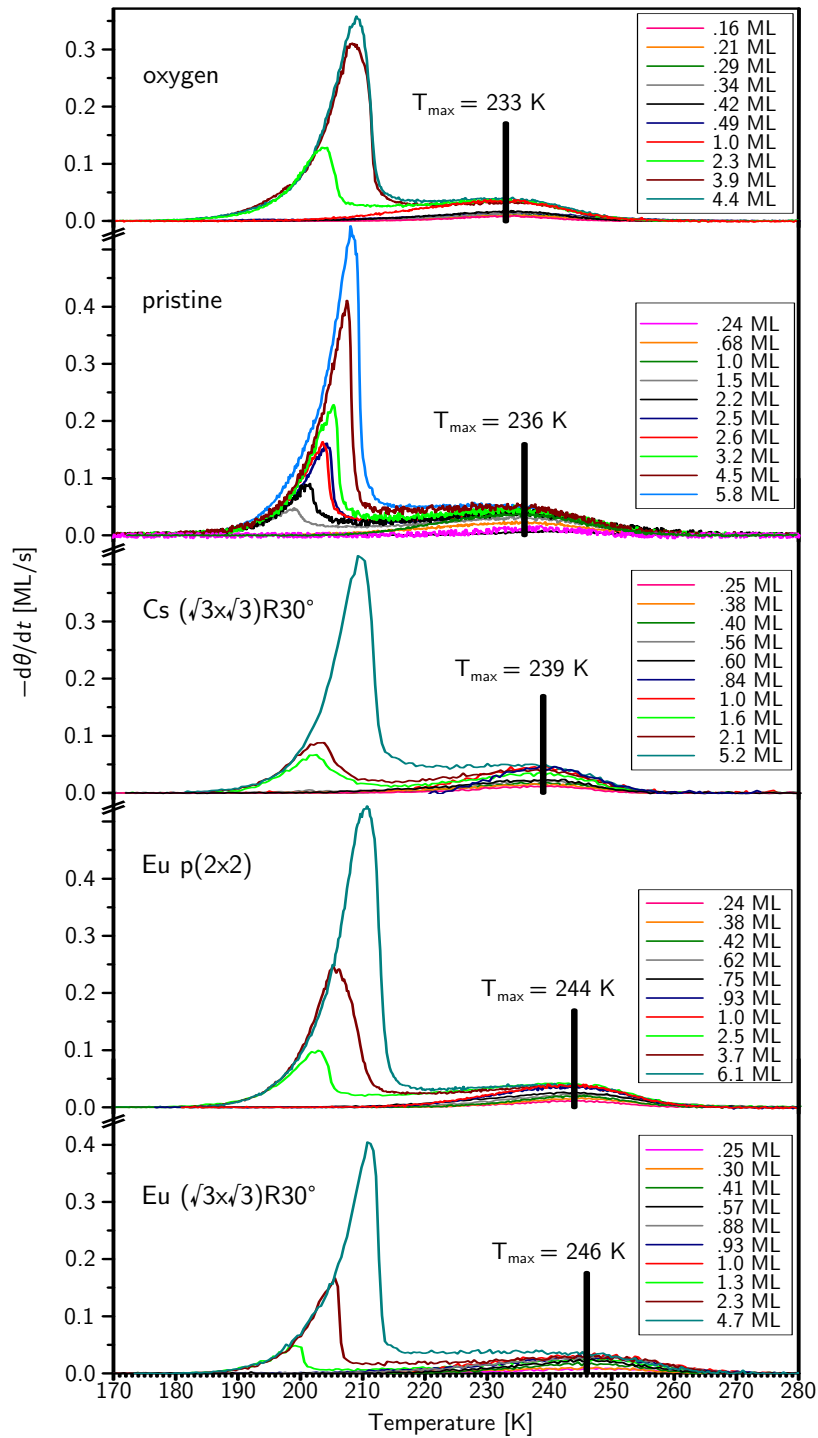 −dθ/dt [ML/s]
oxygen
T_max = 233 K
0.3
0.2
0.1
0.0
.16 ML
.21 ML
.29 ML
.34 ML
.42 ML
.49 ML
1.0 ML
2.3 ML
3.9 ML
4.4 ML
pristine
T_max = 236 K
0.4
0.3
0.2
0.1
0.0
.24 ML
.68 ML
1.0 ML
1.5 ML
2.2 ML
2.5 ML
2.6 ML
3.2 ML
4.5 ML
5.8 ML
Cs (√3x√3)R30°
T_max = 239 K
0.4
0.3
0.2
0.1
0.0
.25 ML
.38 ML
.40 ML
.56 ML
.60 ML
.84 ML
1.0 ML
1.6 ML
2.1 ML
5.2 ML
Eu p(2x2)
T_max = 244 K
0.4
0.3
0.2
0.1
0.0
.24 ML
.38 ML
.42 ML
.62 ML
.75 ML
.93 ML
1.0 ML
2.5 ML
3.7 ML
6.1 ML
Eu (√3x√3)R30°
T_max = 246 K
0.4
0.3
0.2
0.1
0.0
.25 ML
.30 ML
.41 ML
.57 ML
.88 ML
.93 ML
1.0 ML
1.3 ML
2.3 ML
4.7 ML
170 190 200 210 220 230 240 250 260 270 280
Temperature [K]